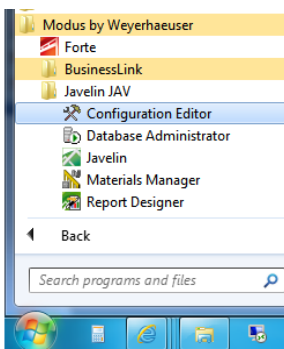 Modus by Weyerhaeuser
Forte
BusinessLink
Javelin JAV
Configuration Editor
Database Administrator
Javelin
Materials Manager
Report Designer
Back
Search programs and files